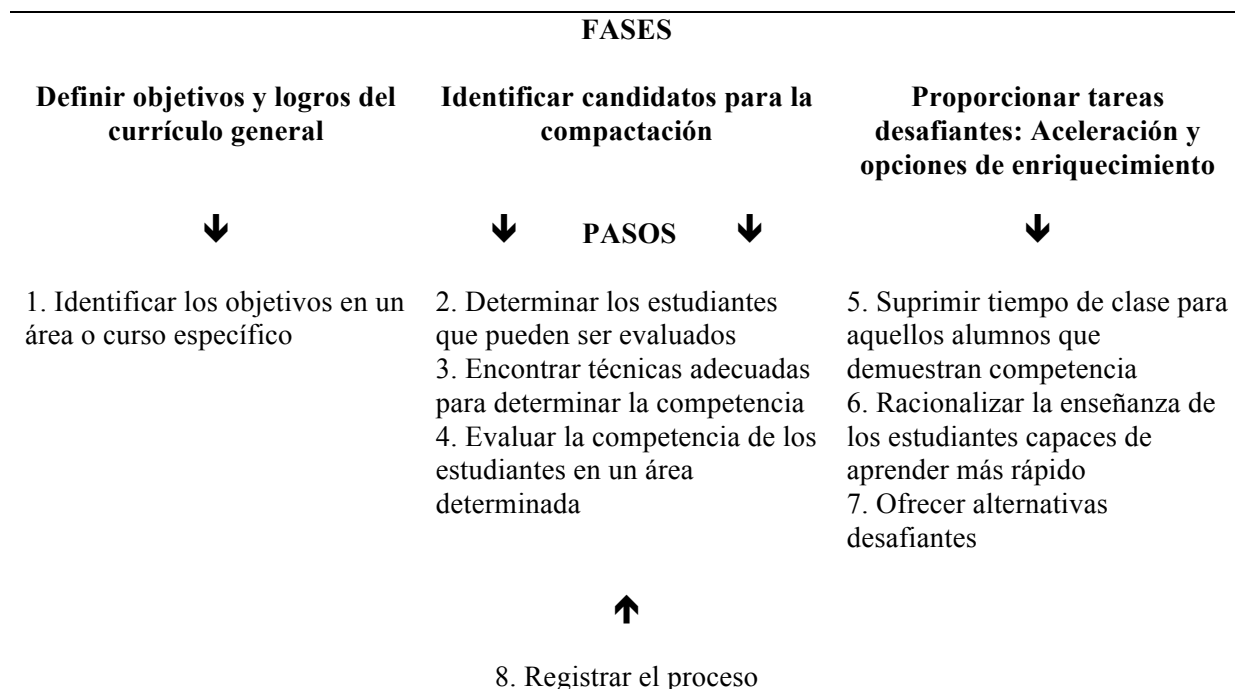 FASES
Definir objetivos y logros del
currículo general
Identificar candidatos para la
compactación
Proporcionar tareas
desafiantes: Aceleración y
opciones de enriquecimiento
PASOS
1. Identificar los objetivos en un
área o curso específico
2. Determinar los estudiantes
que pueden ser evaluados
3. Encontrar técnicas adecuadas
para determinar la competencia
4. Evaluar la competencia de los
estudiantes en un área
determinada
5. Suprimir tiempo de clase para
aquellos alumnos que
demuestran competencia
6. Racionalizar la enseñanza de
los estudiantes capaces de
aprender más rápido
7. Ofrecer alternativas
desafiantes
8. Registrar el proceso